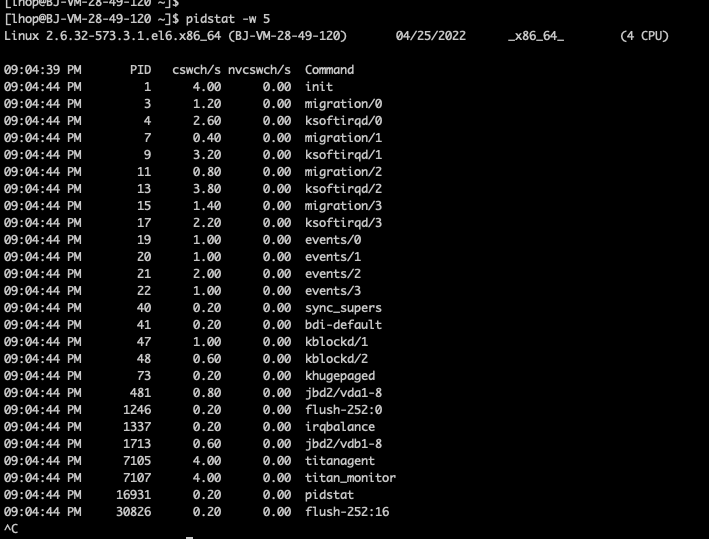 [lhop@BJ-VM-28-49-120 ~]$
[lhop@BJ-VM-28-49-120 ~]$ pidstat -w 5
Linux 2.6.32-573.3.1.el6.x86_64 (BJ-VM-28-49-120) 04/25/2022 _x86_64_ (4 CPU)
09:04:39 PM PID cswch/s nvcswch/s Command
09:04:44 PM 1 4.00 0.00 init
09:04:44 PM 3 1.20 0.00 migration/0
09:04:44 PM 4 2.60 0.00 ksoftirqd/0
09:04:44 PM 7 0.40 0.00 migration/1
09:04:44 PM 9 3.20 0.00 ksoftirqd/1
09:04:44 PM 11 0.80 0.00 migration/2
09:04:44 PM 13 3.80 0.00 ksoftirqd/2
09:04:44 PM 15 1.40 0.00 migration/3
09:04:44 PM 17 2.20 0.00 ksoftirqd/3
09:04:44 PM 19 1.00 0.00 events/0
09:04:44 PM 20 1.00 0.00 events/1
09:04:44 PM 21 2.00 0.00 events/2
09:04:44 PM 22 1.00 0.00 events/3
09:04:44 PM 40 0.20 0.00 sync_supers
09:04:44 PM 41 0.20 0.00 bdi-default
09:04:44 PM 47 1.00 0.00 kblockd/1
09:04:44 PM 48 0.60 0.00 kblockd/2
09:04:44 PM 73 0.20 0.00 khugepaged
09:04:44 PM 481 0.80 0.00 jbd2/vda1-8
09:04:44 PM 1246 0.20 0.00 flush-252:0
09:04:44 PM 1337 0.20 0.00 irqbalance
09:04:44 PM 1713 0.60 0.00 jbd2/vdb1-8
09:04:44 PM 7105 4.00 0.00 titanagent
09:04:44 PM 7107 4.00 0.00 titan_monitor
09:04:44 PM 16931 0.20 0.00 pidstat
09:04:44 PM 30826 0.20 0.00 flush-252:16
^C